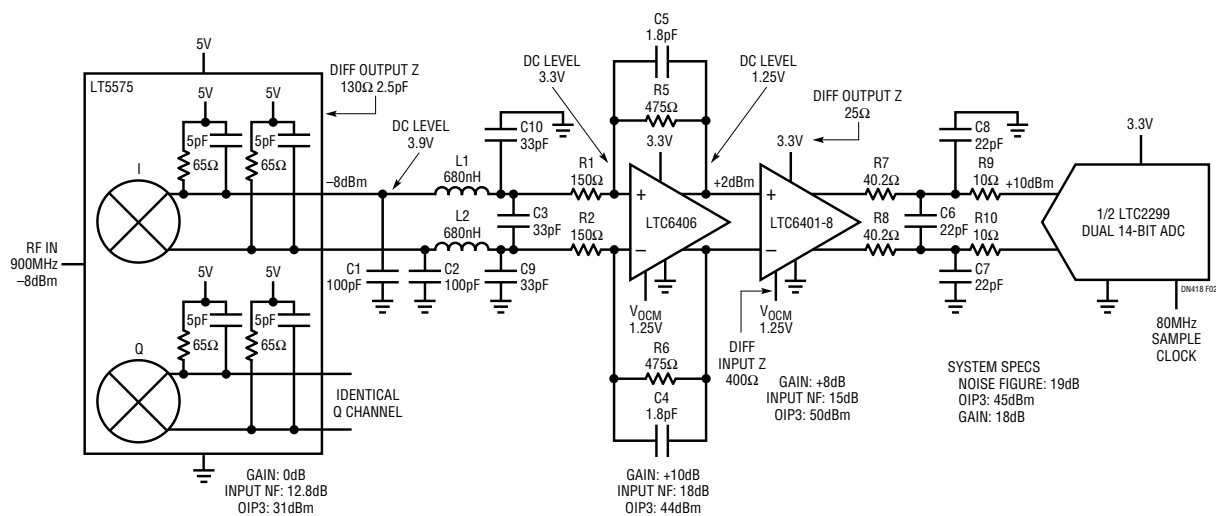 5V
LT5575
5V
5V
5pF
65Ω
5pF
65Ω
I
DIFF OUTPUT Z
130Ω 2.5pF
DC LEVEL
3.9V
–8dBm
RF IN
900MHz
–8dBm
C1
100pF
C2
100pF
L1
680nH
L2
680nH
C10
33pF
C3
33pF
C9
33pF
R1
150Ω
R2
150Ω
DC LEVEL
3.3V
C5
1.8pF
R5
475Ω
3.3V
+
–
LTC6406
VOCM
1.25V
R6
475Ω
C4
1.8pF
GAIN: +10dB
INPUT NF: 18dB
OIP3: 44dBm
DC LEVEL
1.25V
+2dBm
DIFF OUTPUT Z
25Ω
3.3V
+
–
LTC6401-8
VOCM
1.25V
DIFF
INPUT Z
400Ω
GAIN: +8dB
INPUT NF: 15dB
OIP3: 50dBm
R7
40.2Ω
R8
40.2Ω
C8
22pF
C6
22pF
C7
22pF
R9
10Ω
R10
10Ω
+10dBm
3.3V
1/2 LTC2299
DUAL 14-BIT ADC
DN418 F02
80MHz
SAMPLE
CLOCK
SYSTEM SPECS
NOISE FIGURE: 19dB
OIP3: 45dBm
GAIN: 18dB
5V
5V
5pF
65Ω
5pF
65Ω
Q
IDENTICAL
Q CHANNEL
GAIN: 0dB
INPUT NF: 12.8dB
OIP3: 31dBm